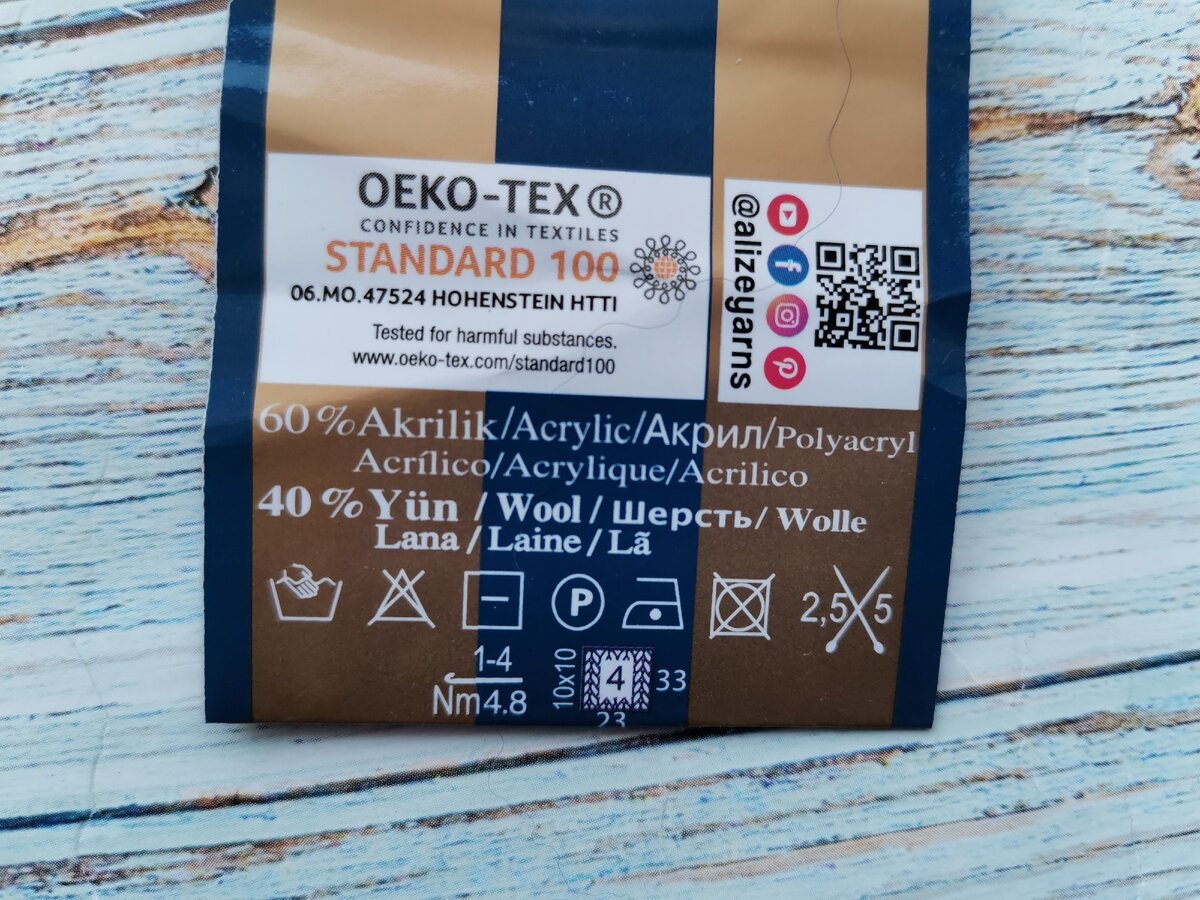 OEKO-TEX®
CONFIDENCE IN TEXTILES
STANDARD 100
06.MO.47524 HOHENSTEIN HTTI
Tested for harmful substances.
www.oeko-tex.com/standard100
@alizeyarns
60%Akrilik/Acrylic/Акрил/Polyacryl
Acrílico/Acrylique/Acrilico
40%Yün / Wool / Шерсть/ Wolle
Lana / Laine / Lã
P
2,5 5
1-4
Nm4.8
10x10
4
33
23